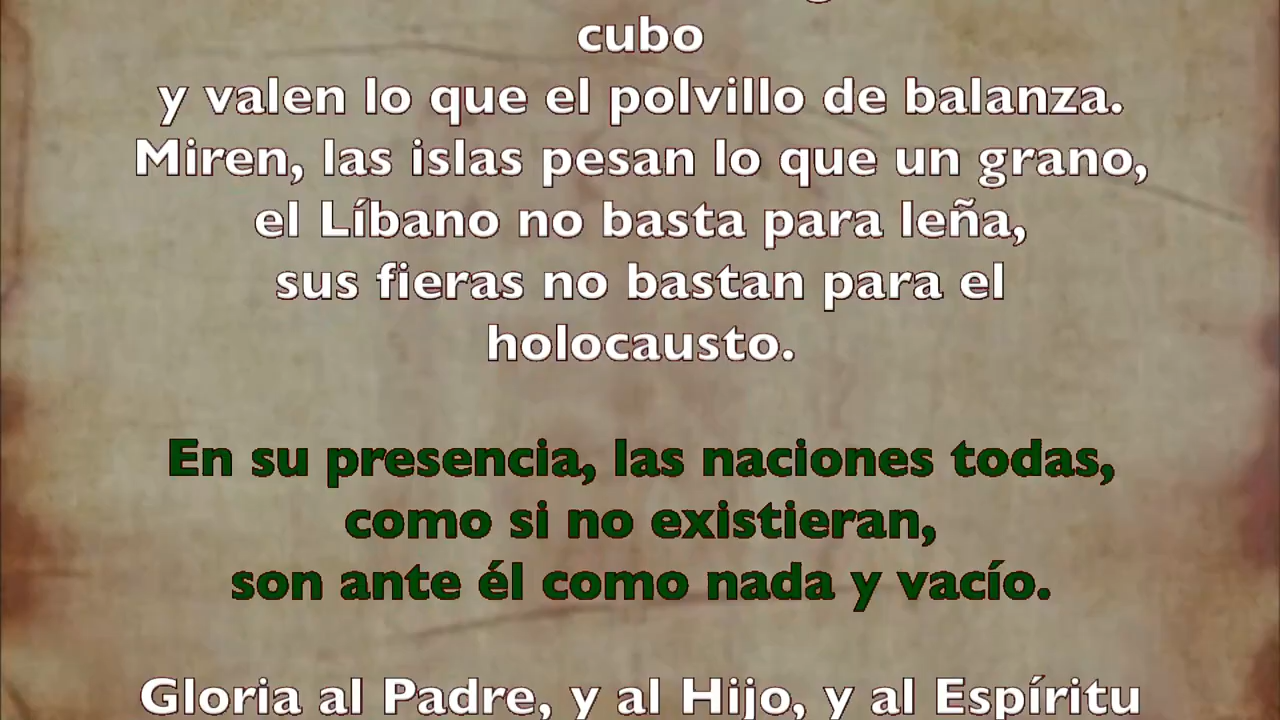 cubo
y valen lo que el polvillo de balanza.
Miren, las islas pesan lo que un grano,
el Líbano no basta para leña,
sus fieras no bastan para el
holocausto.
En su presencia, las naciones todas,
como si no existieran,
son ante él como nada y vacío.
Gloria al Padre, y al Hijo, y al Espíritu